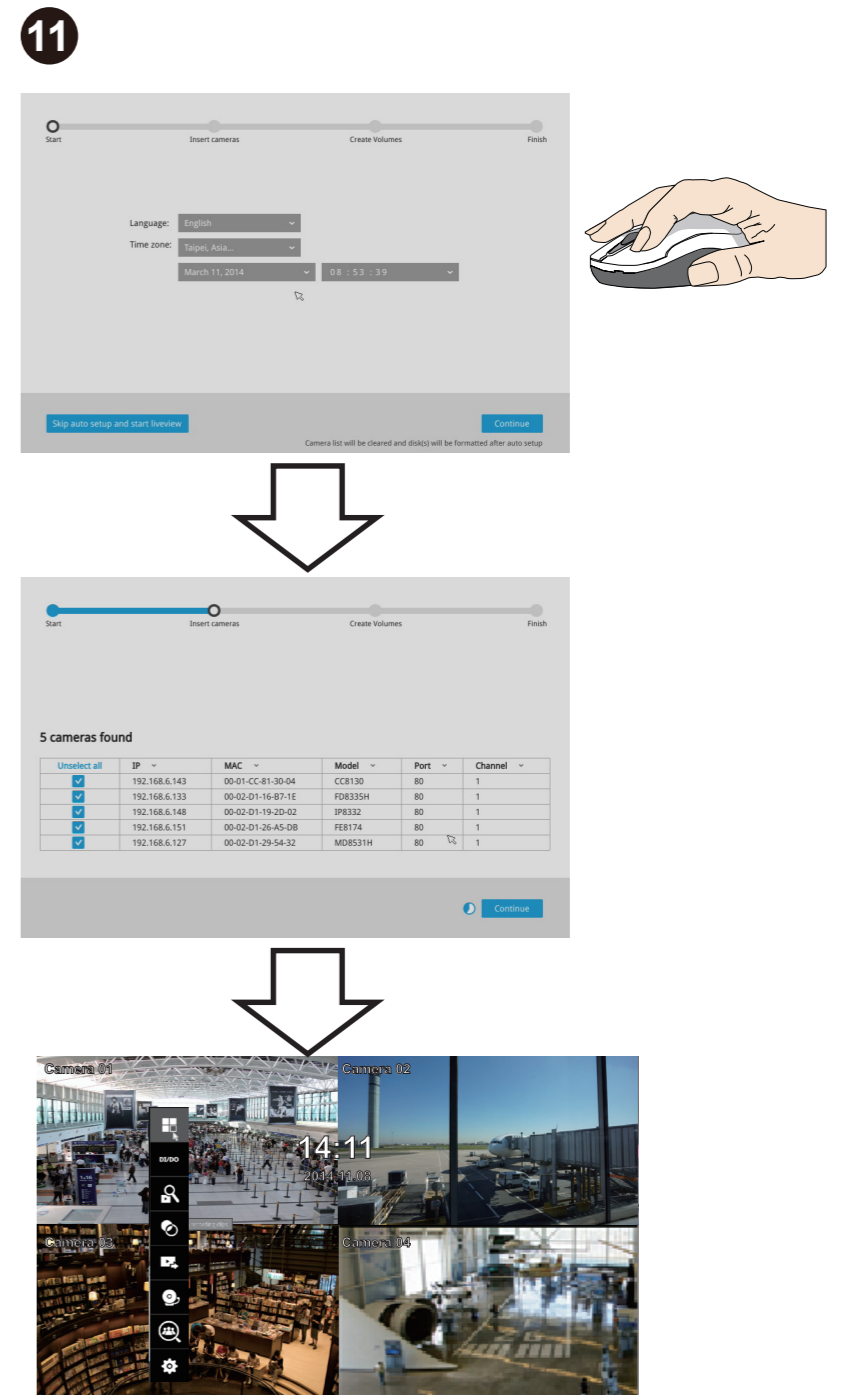 11
Start Insert cameras Create Volumes Finish
Language: English
Time zone: Taipei, Asia...
March 11, 2014 08 : 53 : 39
Skip auto setup and start liveview Continue
Camera list will be cleared and disk(s) will be formatted after auto setup
Start Insert cameras Create Volumes Finish
5 cameras found
Unselect all IP MAC Model Port Channel
192.168.6.143 00-01-CC-81-30-04 CC8130 80 1
192.168.6.133 00-02-D1-16-B7-1E FD8335H 80 1
192.168.6.148 00-02-D1-19-2D-02 IP8332 80 1
192.168.6.151 00-02-D1-26-A5-DB FE8174 80 1
192.168.6.127 00-02-D1-29-54-32 MD8531H 80 1
Continue
Camera 01 Camera 02
14:11
DI/DO
2014.11.08
Camera 03 Camera 04